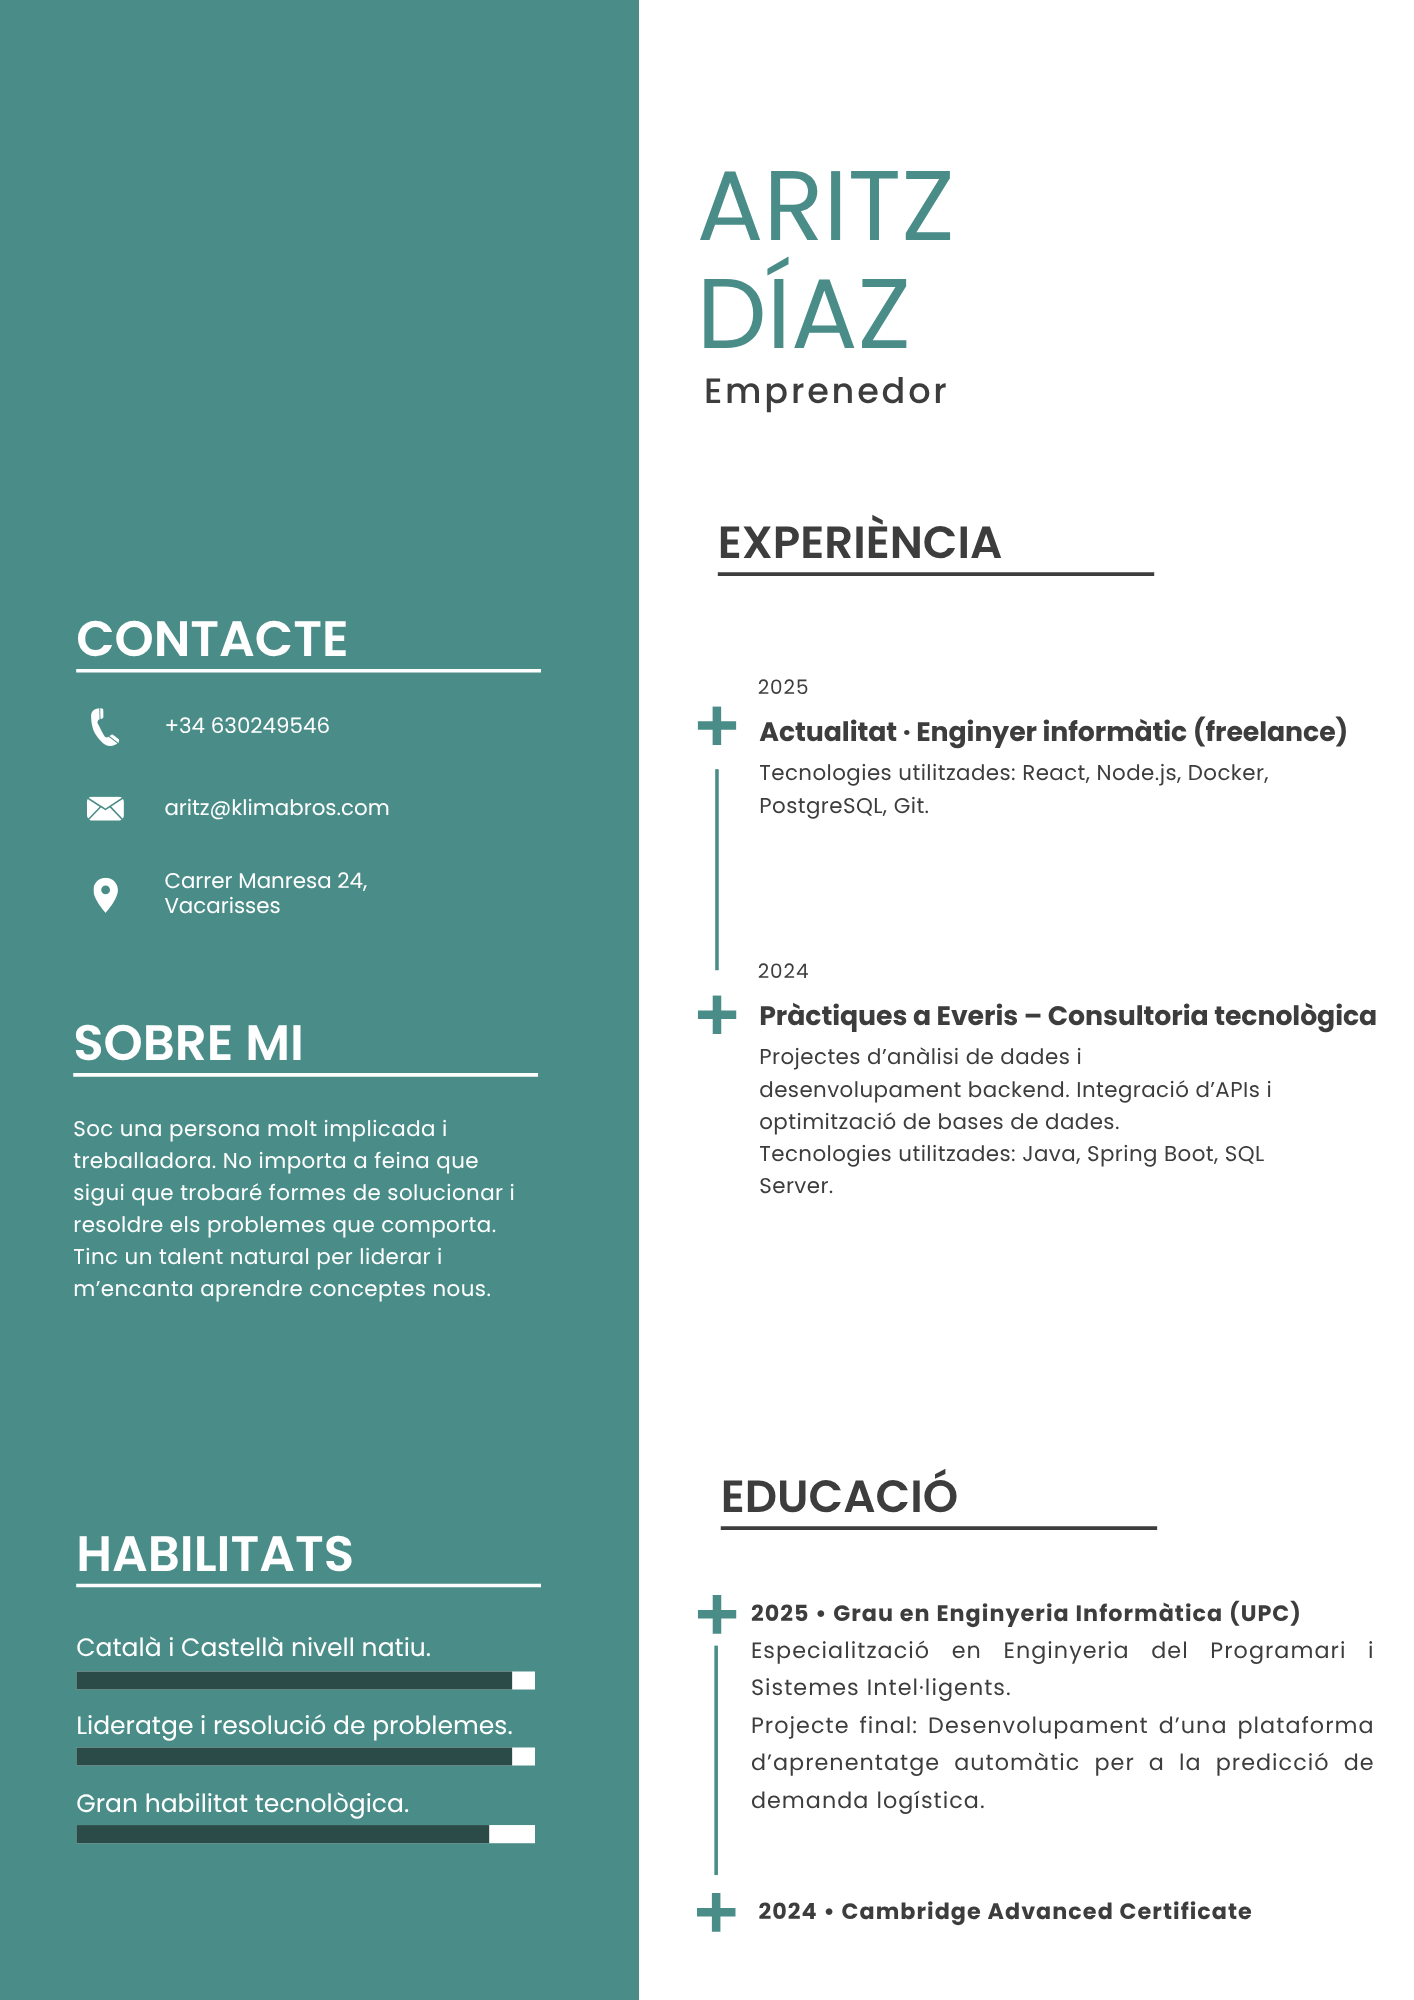 ARITZ
DÍAZ
Emprenedor
CONTACTE
+34 630249546
aritz@klimabros.com
Carrer Manresa 24,
Vacarisses
SOBRE MI
Soc una persona molt implicada i
treballadora. No importa a feina que
sigui que trobaré formes de solucionar i
resoldre els problemes que comporta.
Tinc un talent natural per liderar i
m’encanta aprendre conceptes nous.
HABILITATS
Català i Castellà nivell natiu.
Lideratge i resolució de problemes.
Gran habilitat tecnològica.
EXPERIÈNCIA
2025
Actualitat · Enginyer informàtic (freelance)
Tecnologies utilitzades: React, Node.js, Docker,
PostgreSQL, Git.
2024
Pràctiques a Everis – Consultoria tecnològica
Projectes d’anàlisi de dades i
desenvolupament backend. Integració d’APIs i
optimització de bases de dades.
Tecnologies utilitzades: Java, Spring Boot, SQL
Server.
EDUCACIÓ
2025 • Grau en Enginyeria Informàtica (UPC)
Especialització en Enginyeria del Programari i
Sistemes Intel·ligents.
Projecte final: Desenvolupament d’una plataforma
d’aprenentatge automàtic per a la predicció de
demanda logística.
2024 • Cambridge Advanced Certificate